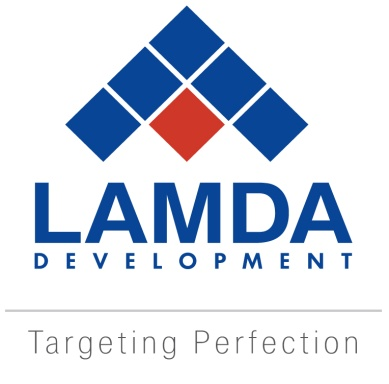 LAMDA
DEVELOPMENT
Targeting Perfection